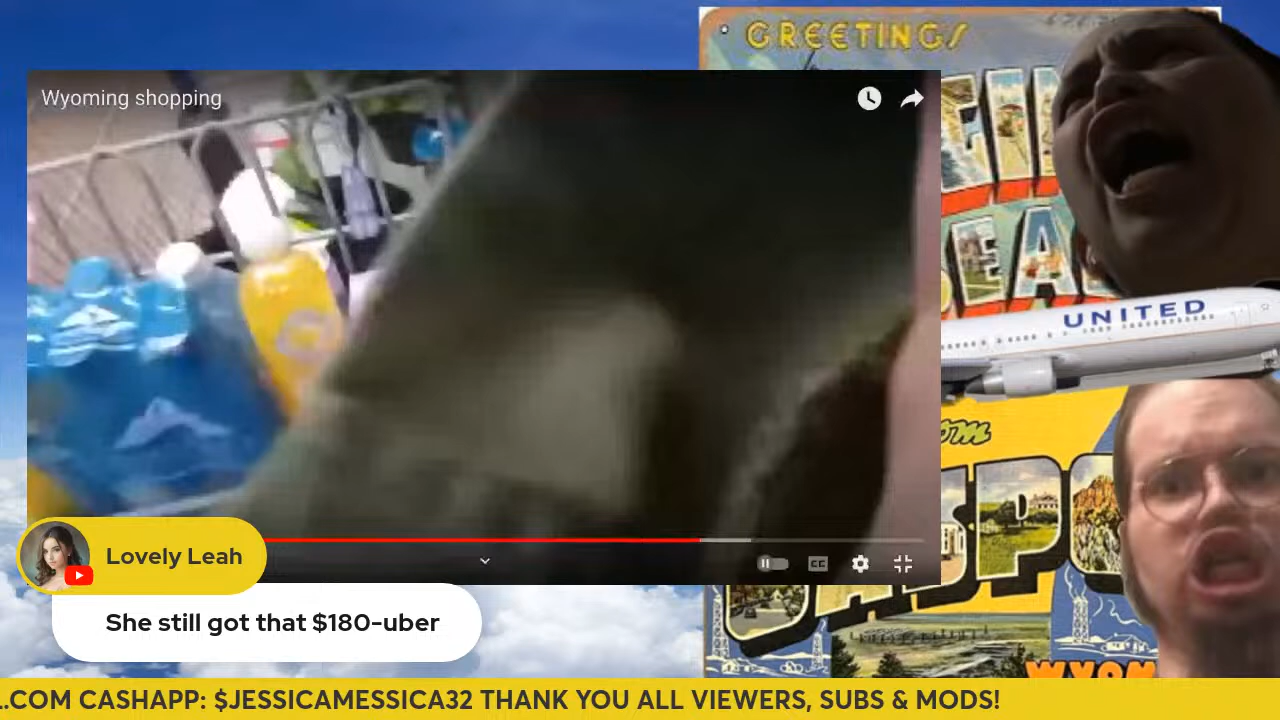 GREETINGS
Wyoming shopping
UNITED
CC
Lovely Leah
She still got that $180-uber
L.COM CASHAPP: $JESSICAMESSICA32 THANK YOU ALL VIEWERS, SUBS & MODS!